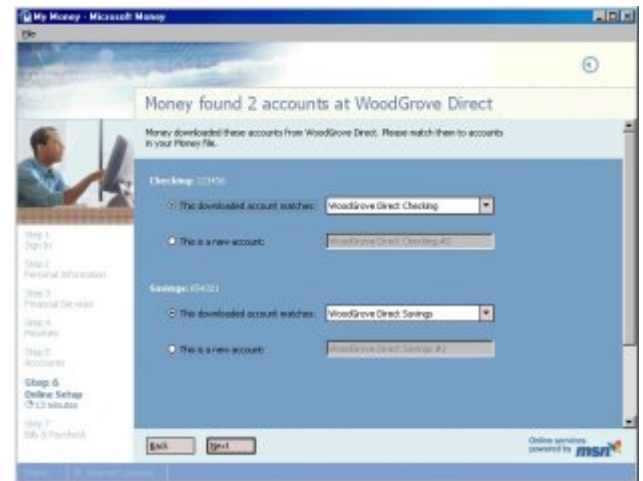 My Money - Microsoft Money
File
Money found 2 accounts at WoodGrove Direct
Money downloaded these accounts from WoodGrove Direct. Please match them to accounts
in your Money file.
Checking: 123456
This downloaded account matches: WoodGrove Direct Checking
This is a new account: WoodGrove Direct Checking #2
Savings: 654321
This downloaded account matches: WoodGrove Direct Savings
This is a new account: WoodGrove Direct Savings #2
Step 1
Sign In
Step 2
Personal Information
Step 3
Financial Services
Step 4
Priorities
Step 5
Accounts
Step 6
Online Setup
12 Minutes
Step 7
Bills & Paycheck
Back Next
Online services
powered by msn